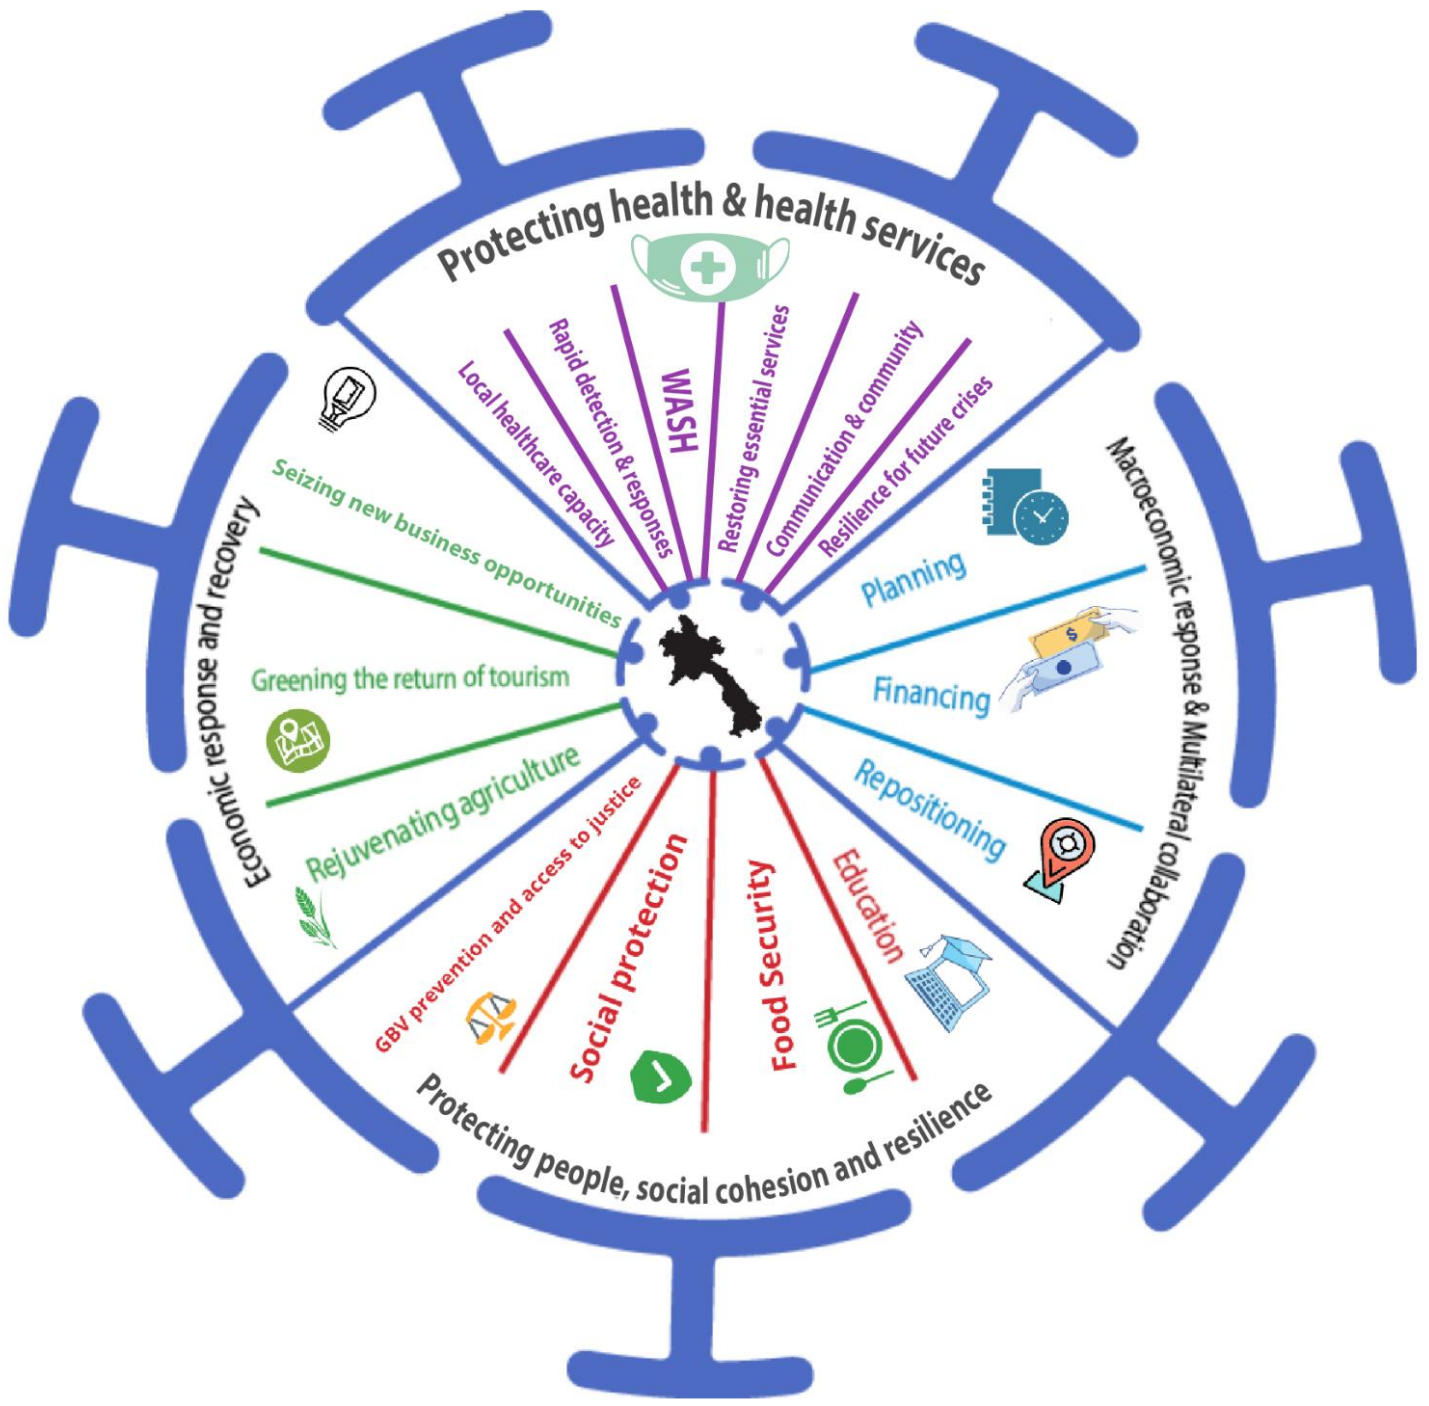 Protecting health & health services
Local healthcare capacity
Rapid detection & responses
WASH
Restoring essential services
Communication & community
Resilience for future crises
Macroeconomic response & Multilateral collaboration
Planning
Financing
$
Repositioning
Protecting people, social cohesion and resilience
Education
Food Security
Social protection
GBV prevention and access to justice
Economic response and recovery
Rejuvenating agriculture
Greening the return of tourism
Seizing new business opportunities